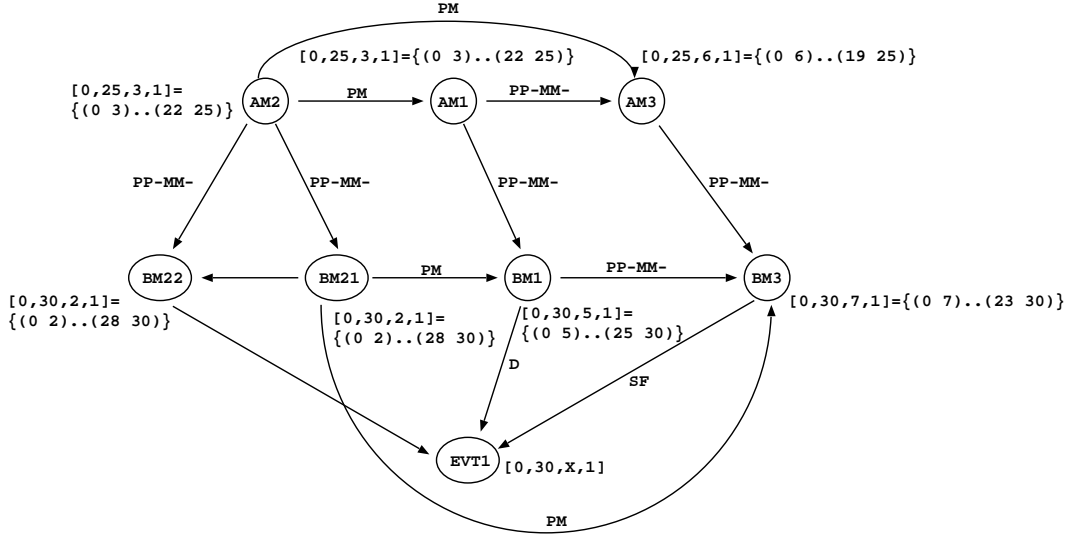 PM
[0,25,3,1]={(0 3)..(22 25)}
[0,25,6,1]={(0 6)..(19 25)}
[0,25,3,1]=
{(0 3)..(22 25)}
AM2
PM
AM1
PP-MM-
AM3
PP-MM-
PP-MM-
PP-MM-
PP-MM-
BM22
BM21
PM
BM1
PP-MM-
BM3
[0,30,2,1]=
{(0 2)..(28 30)}
[0,30,2,1]=
{(0 2)..(28 30)}
[0,30,5,1]=
{(0 5)..(25 30)}
[0,30,7,1]={(0 7)..(23 30)}
D
SF
EVT1
[0,30,X,1]
PM